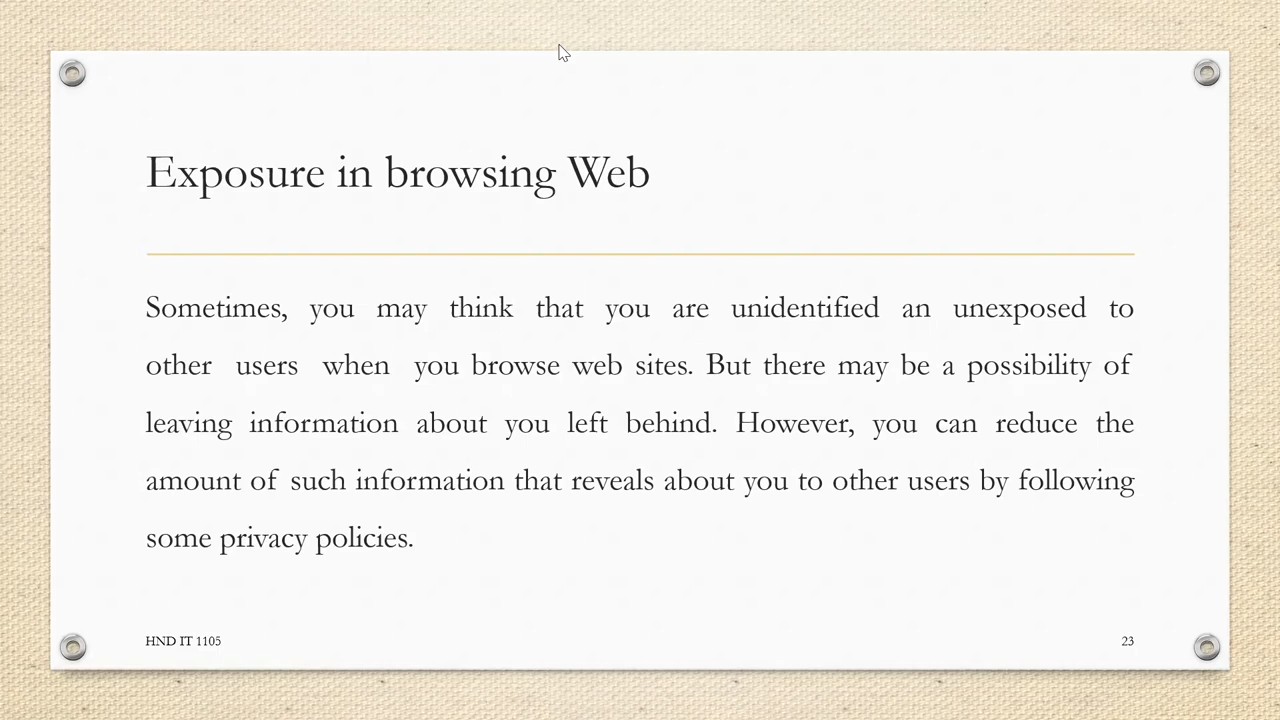 Exposure in browsing Web
Sometimes, you may think that you are unidentified an unexposed to
other users when you browse web sites. But there may be a possibility of
leaving information about you left behind. However, you can reduce the
amount of such information that reveals about you to other users by following
some privacy policies.
HND IT 1105
23